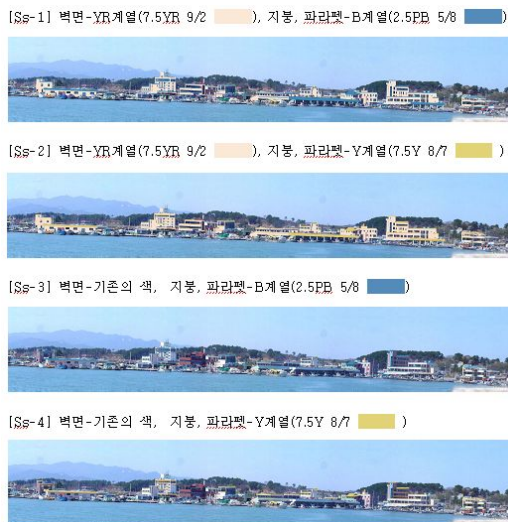 [Ss-1] 벽면-YR계열(7.5YR 9/2 ), 지붕, 파라펫-B계열(2.5PB 5/8 )
[Ss-2] 벽면-YR계열(7.5YR 9/2 ), 지붕, 파라펫-Y계열(7.5Y 8/7 )
[Ss-3] 벽면-기존의 색, 지붕, 파라펫-B계열(2.5PB 5/8 )
[Ss-4] 벽면-기존의 색, 지붕, 파라펫-Y계열(7.5Y 8/7 )